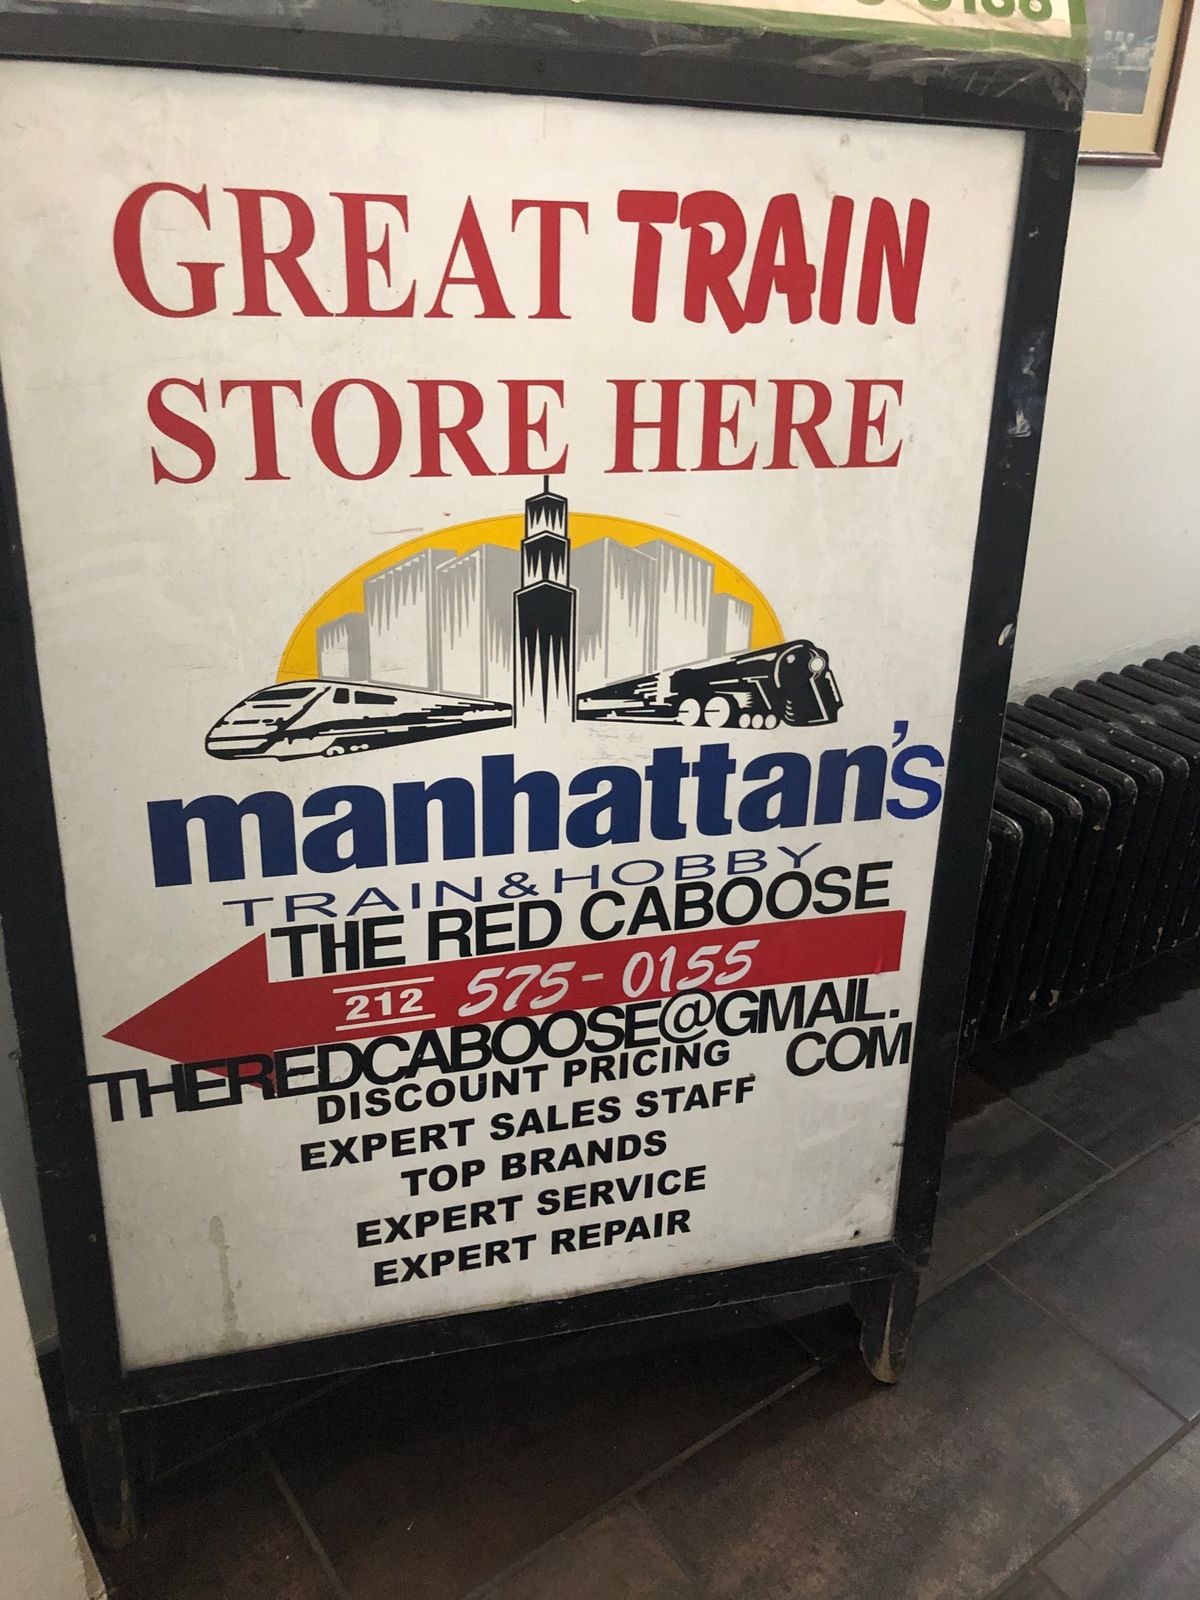 GREAT TRAIN
STORE HERE
manhattan's
TRAIN&HOBBY
THE RED CABOOSE
212 575-0155
THEREDCABOOSE@GMAIL.
COM
DISCOUNT PRICING
EXPERT SALES STAFF
TOP BRANDS
EXPERT SERVICE
EXPERT REPAIR